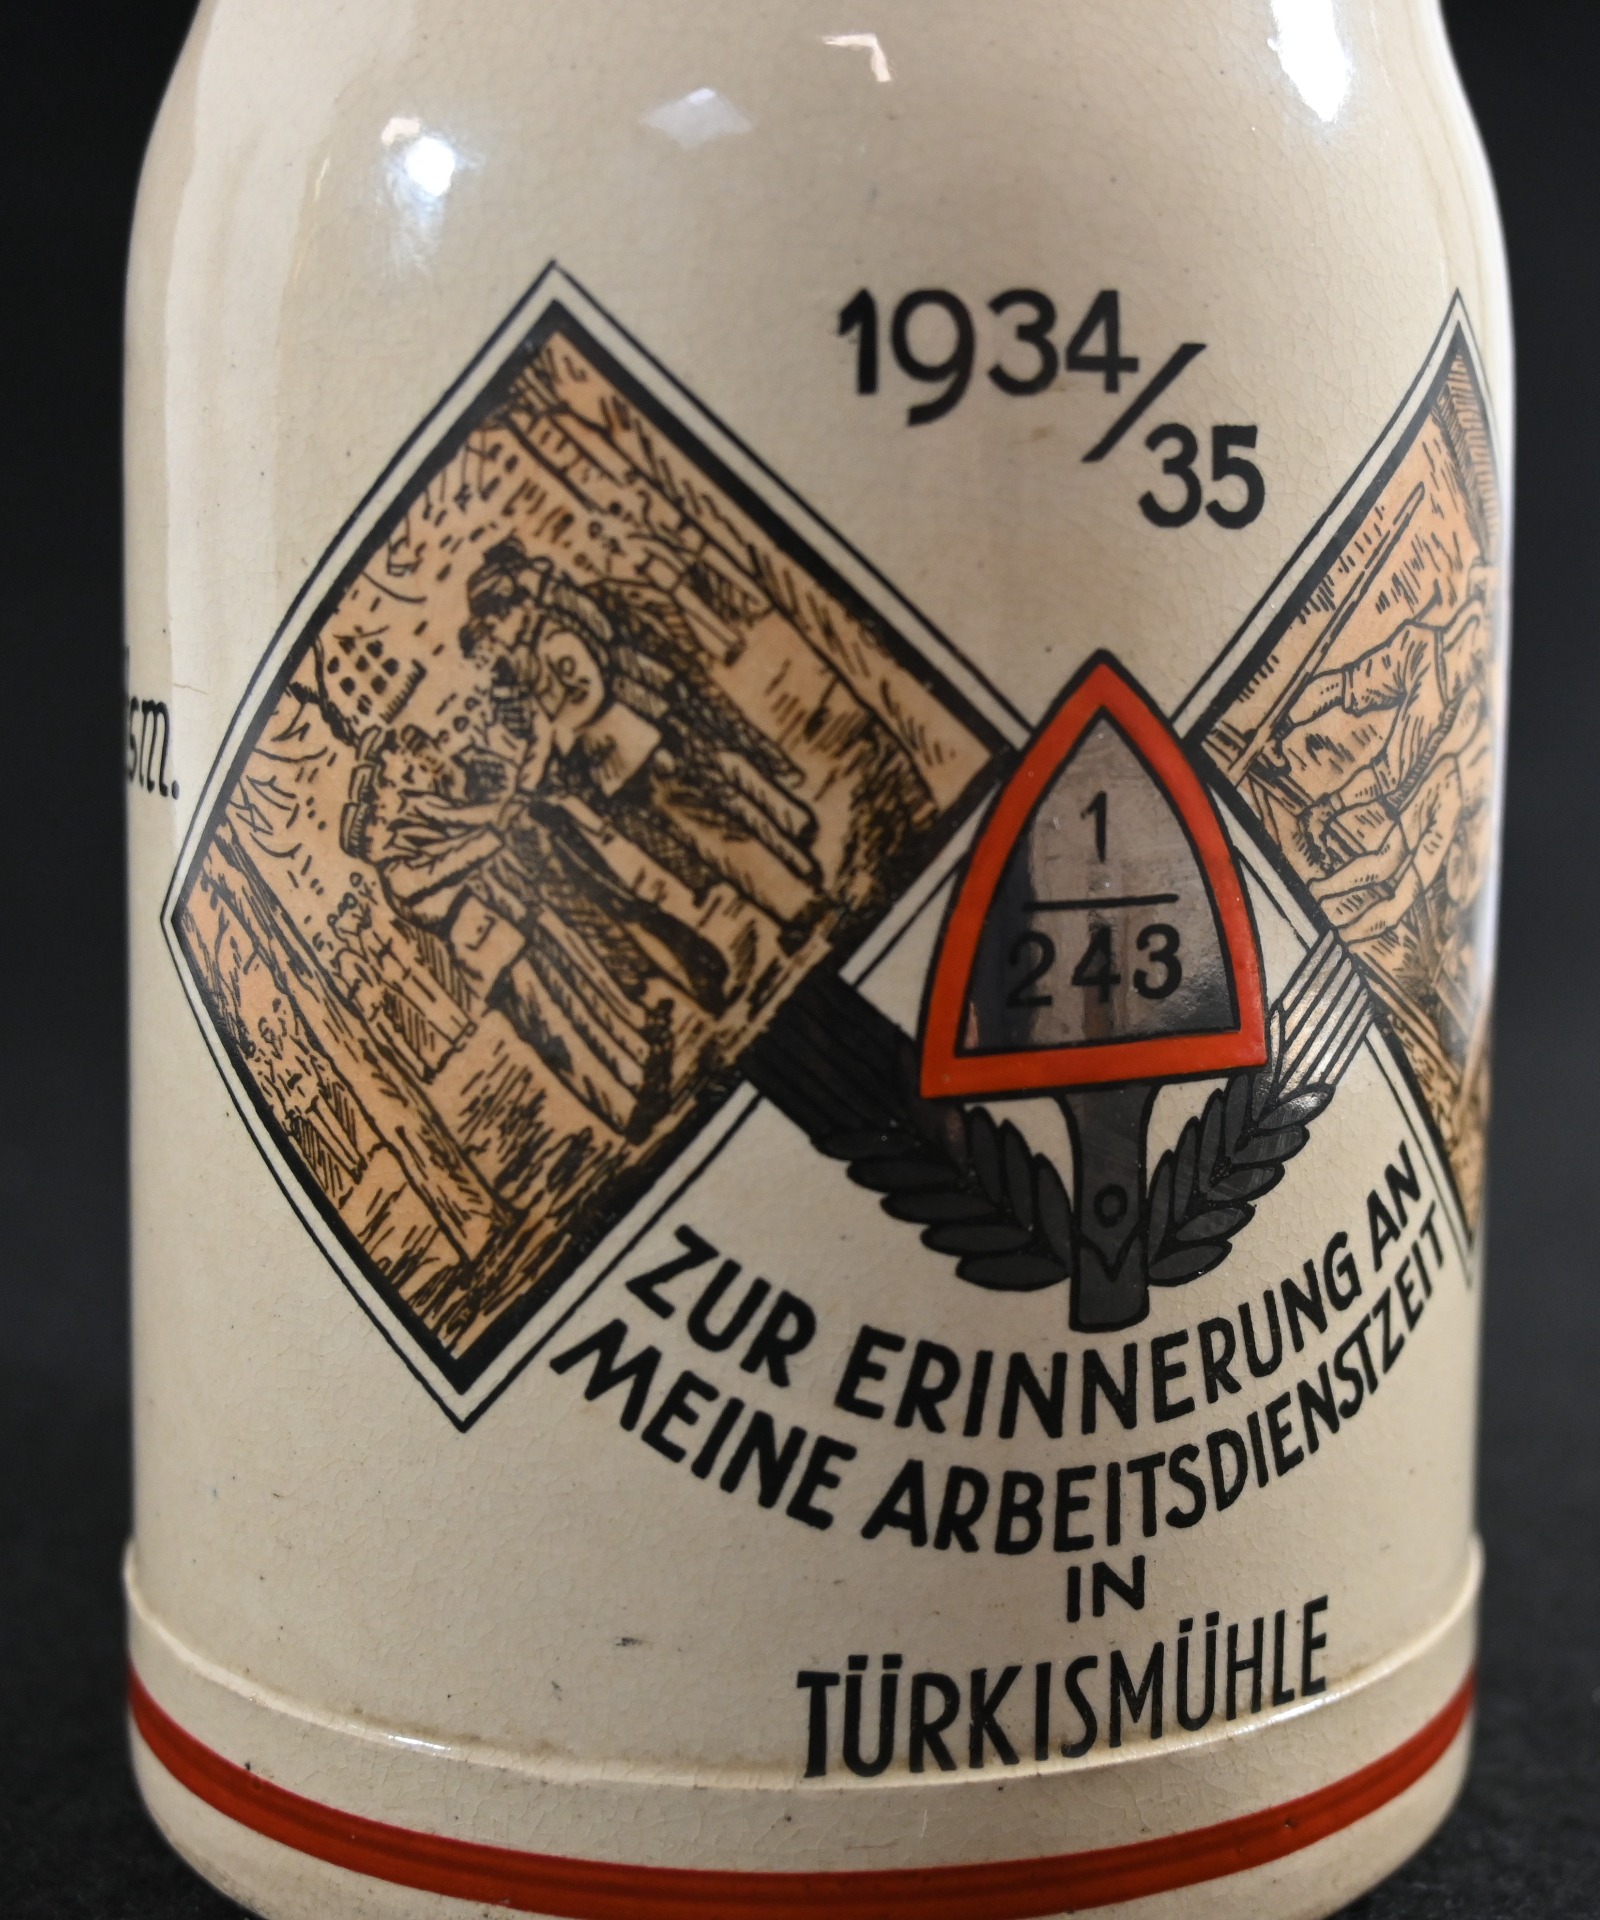 1934/35
1
243
ZUR ERINNERUNG AN
MEINE ARBEITSDIENSTZEIT
IN
TÜRKISMÜHLE